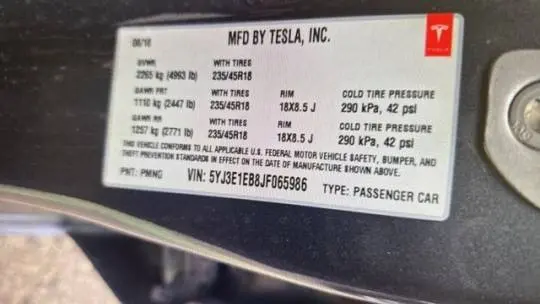 06/18 MFD BY TESLA, INC.
GVWR WITH TIRES
2265 kg (4993 lb) 235/45R18
GAWR FRT WITH TIRES RIM COLD TIRE PRESSURE
1110 kg (2447 lb) 235/45R18 18X8.5 J 290 kPa, 42 psi
GAWR RR WITH TIRES RIM COLD TIRE PRESSURE
1257 kg (2771 lb) 235/45R18 18X8.5 J 290 kPa, 42 psi
THIS VEHICLE CONFORMS TO ALL APPLICABLE U.S. FEDERAL MOTOR VEHICLE SAFETY, BUMPER, AND
THEFT PREVENTION STANDARDS IN EFFECT ON THE DATE OF MANUFACTURE SHOWN ABOVE.
PNT: PMNG VIN: 5YJ3E1EB8JF065986 TYPE: PASSENGER CAR
TESLA